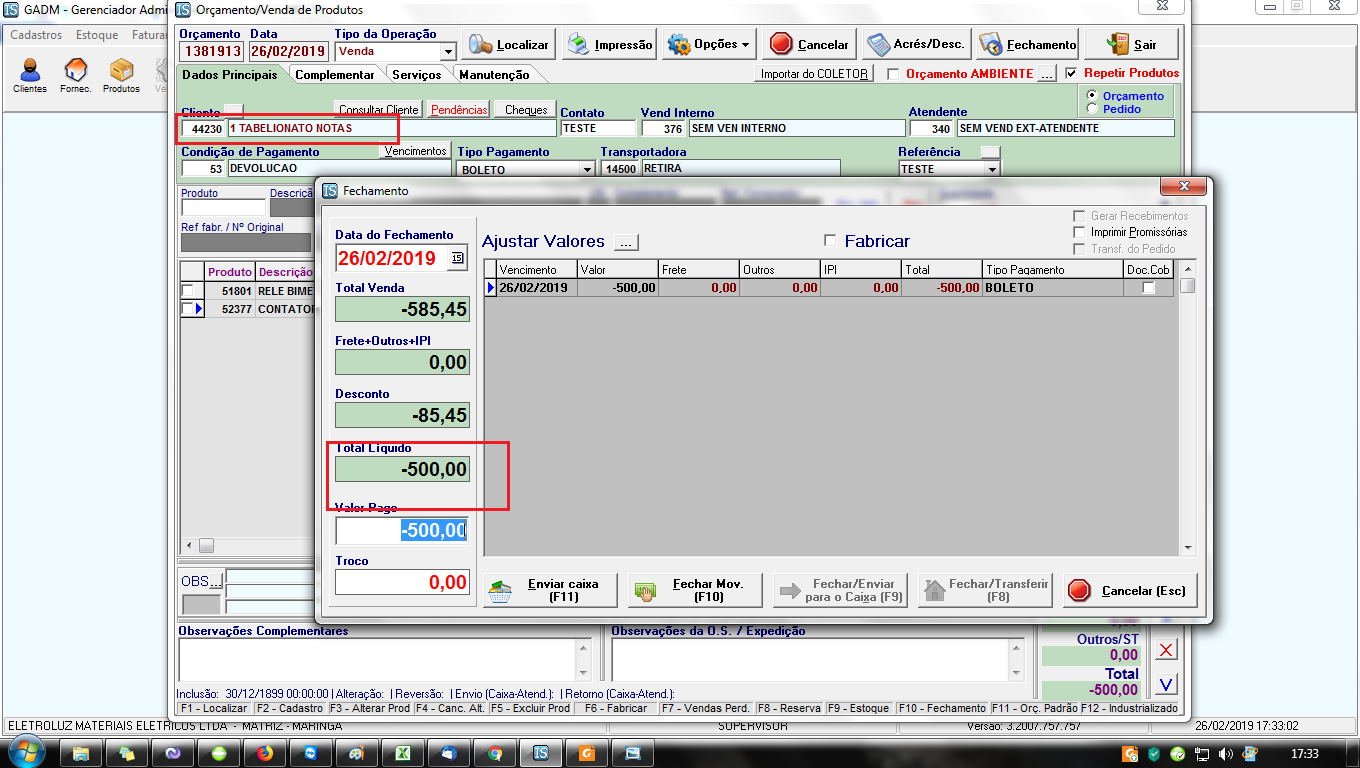 GADM - Gerenciador Admi
Orçamento/Venda de Produtos
Cadastros Estoque Fatura
Clientes Fornec. Produtos
Orçamento Data Tipo da Operação
1381913 26/02/2019 Venda
Localizar Impressão Opções Cancelar Acrés/Desc. Fechamento Sair
Dados Principais Complementar Serviços Manutenção
Importar do COLETOR Orçamento AMBIENTE ... Repetir Produtos
Orçamento
Pedido
Cliente Consultar Cliente Pendências Cheques Contato Vend Interno Atendente
44230 1 TABELIONATO NOTAS TESTE 376 SEM VEN INTERNO 340 SEM VEND EXT-ATENDENTE
Condição de Pagamento Vencimentos Tipo Pagamento Transportadora Referência
53 DEVOLUCAO BOLETO 14500 RETIRA TESTE
Produto Descriçã
Ref fabr. / Nº Original
Produto Descrição
51801 RELE BIME
52377 CONTATOR
Fechamento
Data do Fechamento
26/02/2019 15
Total Venda
-585,45
Frete+Outros+IPI
0,00
Desconto
-85,45
Total Líquido
-500,00
Valor Pago
-500,00
Troco
0,00
Ajustar Valores ... Fabricar
Gerar Recebimentos
Imprimir Promissórias
Transf. do Pedido
Vencimento Valor Frete Outros IPI Total Tipo Pagamento Doc.Cob
26/02/2019 -500,00 0,00 0,00 0,00 -500,00 BOLETO
Enviar caixa (F11)
Fechar Mov. (F10)
Fechar/Enviar para o Caixa (F9)
Fechar/Transferir (F8)
Cancelar (Esc)
OBS...
Observações Complementares Observações da O.S. / Expedição
Outros/ST
0,00
Total
-500,00
Inclusão: 30/12/1899 00:00:00 | Alteração: | Reversão: | Envio (Caixa-Atend.): | Retorno (Caixa-Atend.):
F1 - Localizar F2 - Cadastro F3 - Alterar Prod F4 - Canc. Alt. F5 - Excluir Prod F6 - Fabricar F7 - Vendas Perd. F8 - Reserva F9 - Estoque F10 - Fechamento F11 - Orç. Padrão F12 - Industrializado
ELETROLUZ MATERIAIS ELETRICOS LTDA - MATRIZ - MARINGA SUPERVISOR Versão: 3.2007.757.757 26/02/2019 17:33:02
17:33